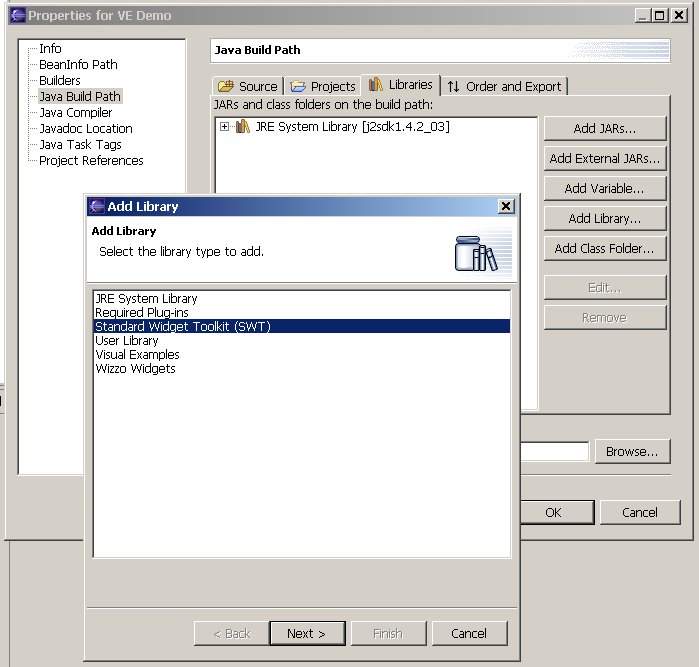 Properties for VE Demo
Info
BeanInfo Path
Builders
Java Build Path
Java Compiler
Javadoc Location
Java Task Tags
Project References
Java Build Path
Source Projects Libraries Order and Export
JARs and class folders on the build path:
JRE System Library [j2sdk1.4.2_03]
Add JARs...
Add External JARs...
Add Variable...
Add Library...
Add Class Folder...
Edit...
Remove
Browse...
OK Cancel
Add Library
Add Library
Select the library type to add.
JRE System Library
Required Plug-ins
Standard Widget Toolkit (SWT)
User Library
Visual Examples
Wizzo Widgets
< Back Next > Finish Cancel